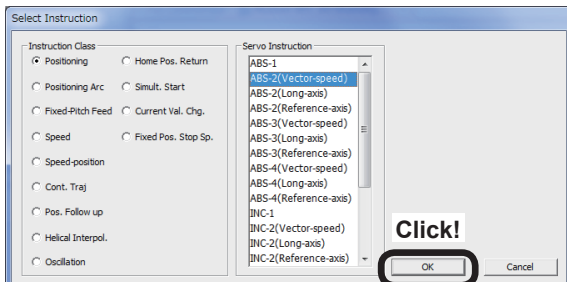 Select Instruction
Instruction Class
Positioning
Home Pos. Return
Positioning Arc
Simult. Start
Fixed-Pitch Feed
Current Val. Chg.
Speed
Fixed Pos. Stop Sp.
Speed-position
Cont. Traj
Pos. Follow up
Helical Interpol.
Oscillation
Servo Instruction
ABS-1
ABS-2(Vector-speed)
ABS-2(Long-axis)
ABS-2(Reference-axis)
ABS-3(Vector-speed)
ABS-3(Long-axis)
ABS-3(Reference-axis)
ABS-4(Vector-speed)
ABS-4(Long-axis)
ABS-4(Reference-axis)
INC-1
INC-2(Vector-speed)
INC-2(Long-axis)
INC-2(Reference-axis)
Click!
OK
Cancel